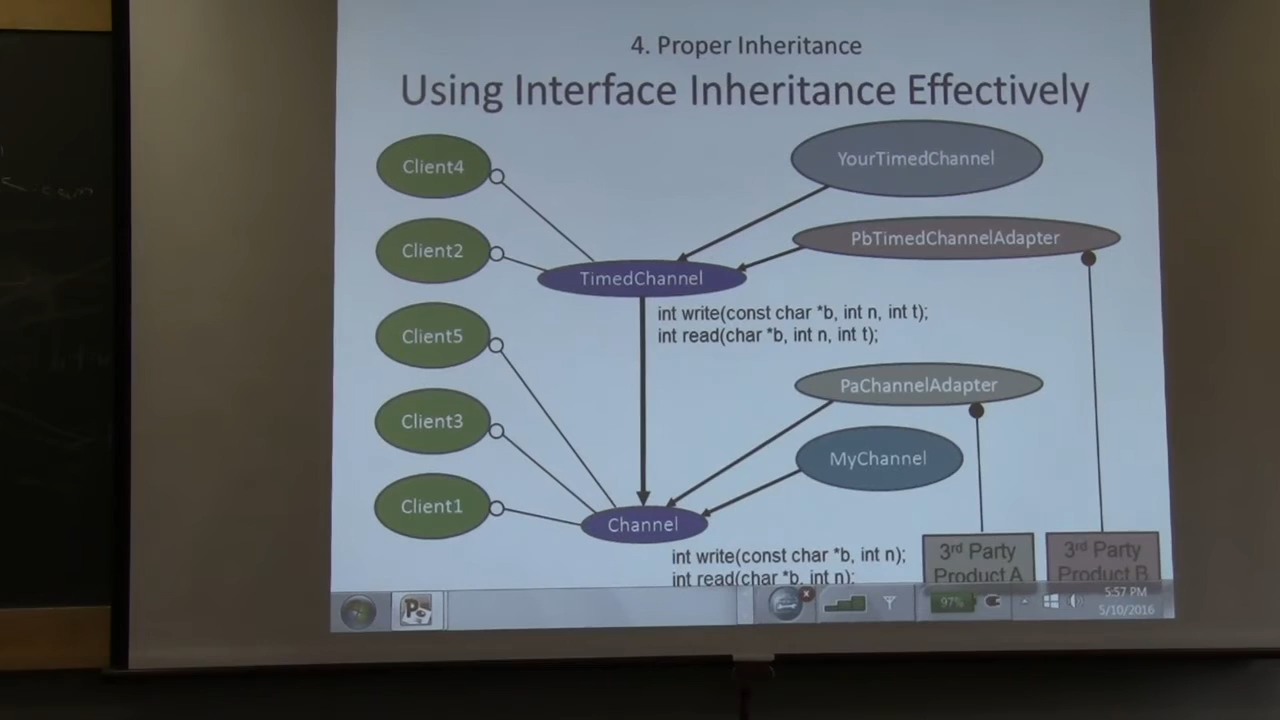 4. Proper Inheritance
Using Interface Inheritance Effectively
Client4
YourTimedChannel
Client2
PbTimedChannelAdapter
TimedChannel
int write(const char *b, int n, int t);
int read(char *b, int n, int t);
Client5
PaChannelAdapter
Client3
MyChannel
Client1
Channel
int write(const char *b, int n);
int read(char *b, int n);
3rd Party
Product A
3rd Party
Product B
97%
5:57 PM
5/10/2016